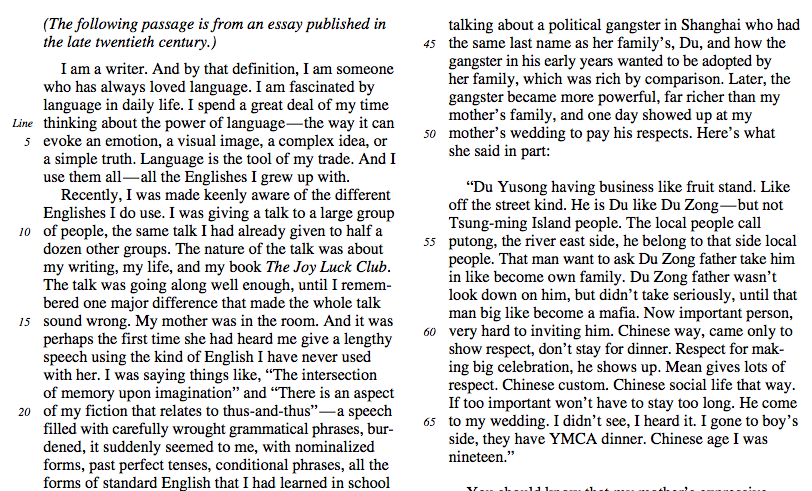 (The following passage is from an essay published in
the late twentieth century.)
I am a writer. And by that definition, I am someone
who has always loved language. I am fascinated by
language in daily life. I spend a great deal of my time
Line thinking about the power of language—the way it can
5 evoke an emotion, a visual image, a complex idea, or
a simple truth. Language is the tool of my trade. And I
use them all—all the Englishes I grew up with.
Recently, I was made keenly aware of the different
Englishes I do use. I was giving a talk to a large group
10 of people, the same talk I had already given to half a
dozen other groups. The nature of the talk was about
my writing, my life, and my book The Joy Luck Club.
The talk was going along well enough, until I remem-
bered one major difference that made the whole talk
15 sound wrong. My mother was in the room. And it was
perhaps the first time she had heard me give a lengthy
speech using the kind of English I have never used
with her. I was saying things like, “The intersection
of memory upon imagination” and “There is an aspect
20 of my fiction that relates to thus-and-thus”—a speech
filled with carefully wrought grammatical phrases, bur-
dened, it suddenly seemed to me, with nominalized
forms, past perfect tenses, conditional phrases, all the
forms of standard English that I had learned in school
talking about a political gangster in Shanghai who had
45 the same last name as her family’s, Du, and how the
gangster in his early years wanted to be adopted by
her family, which was rich by comparison. Later, the
gangster became more powerful, far richer than my
mother’s family, and one day showed up at my
50 mother’s wedding to pay his respects. Here’s what
she said in part:
“Du Yusong having business like fruit stand. Like
off the street kind. He is Du like Du Zong—but not
Tsung-ming Island people. The local people call
55 putong, the river east side, he belong to that side local
people. That man want to ask Du Zong father take him
in like become own family. Du Zong father wasn’t
look down on him, but didn’t take seriously, until that
man big like become a mafia. Now important person,
60 very hard to inviting him. Chinese way, came only to
show respect, don’t stay for dinner. Respect for mak-
ing big celebration, he shows up. Mean gives lots of
respect. Chinese custom. Chinese social life that way.
If too important won’t have to stay too long. He come
65 to my wedding. I didn’t see, I heard it. I gone to boy’s
side, they have YMCA dinner. Chinese age I was
nineteen.”